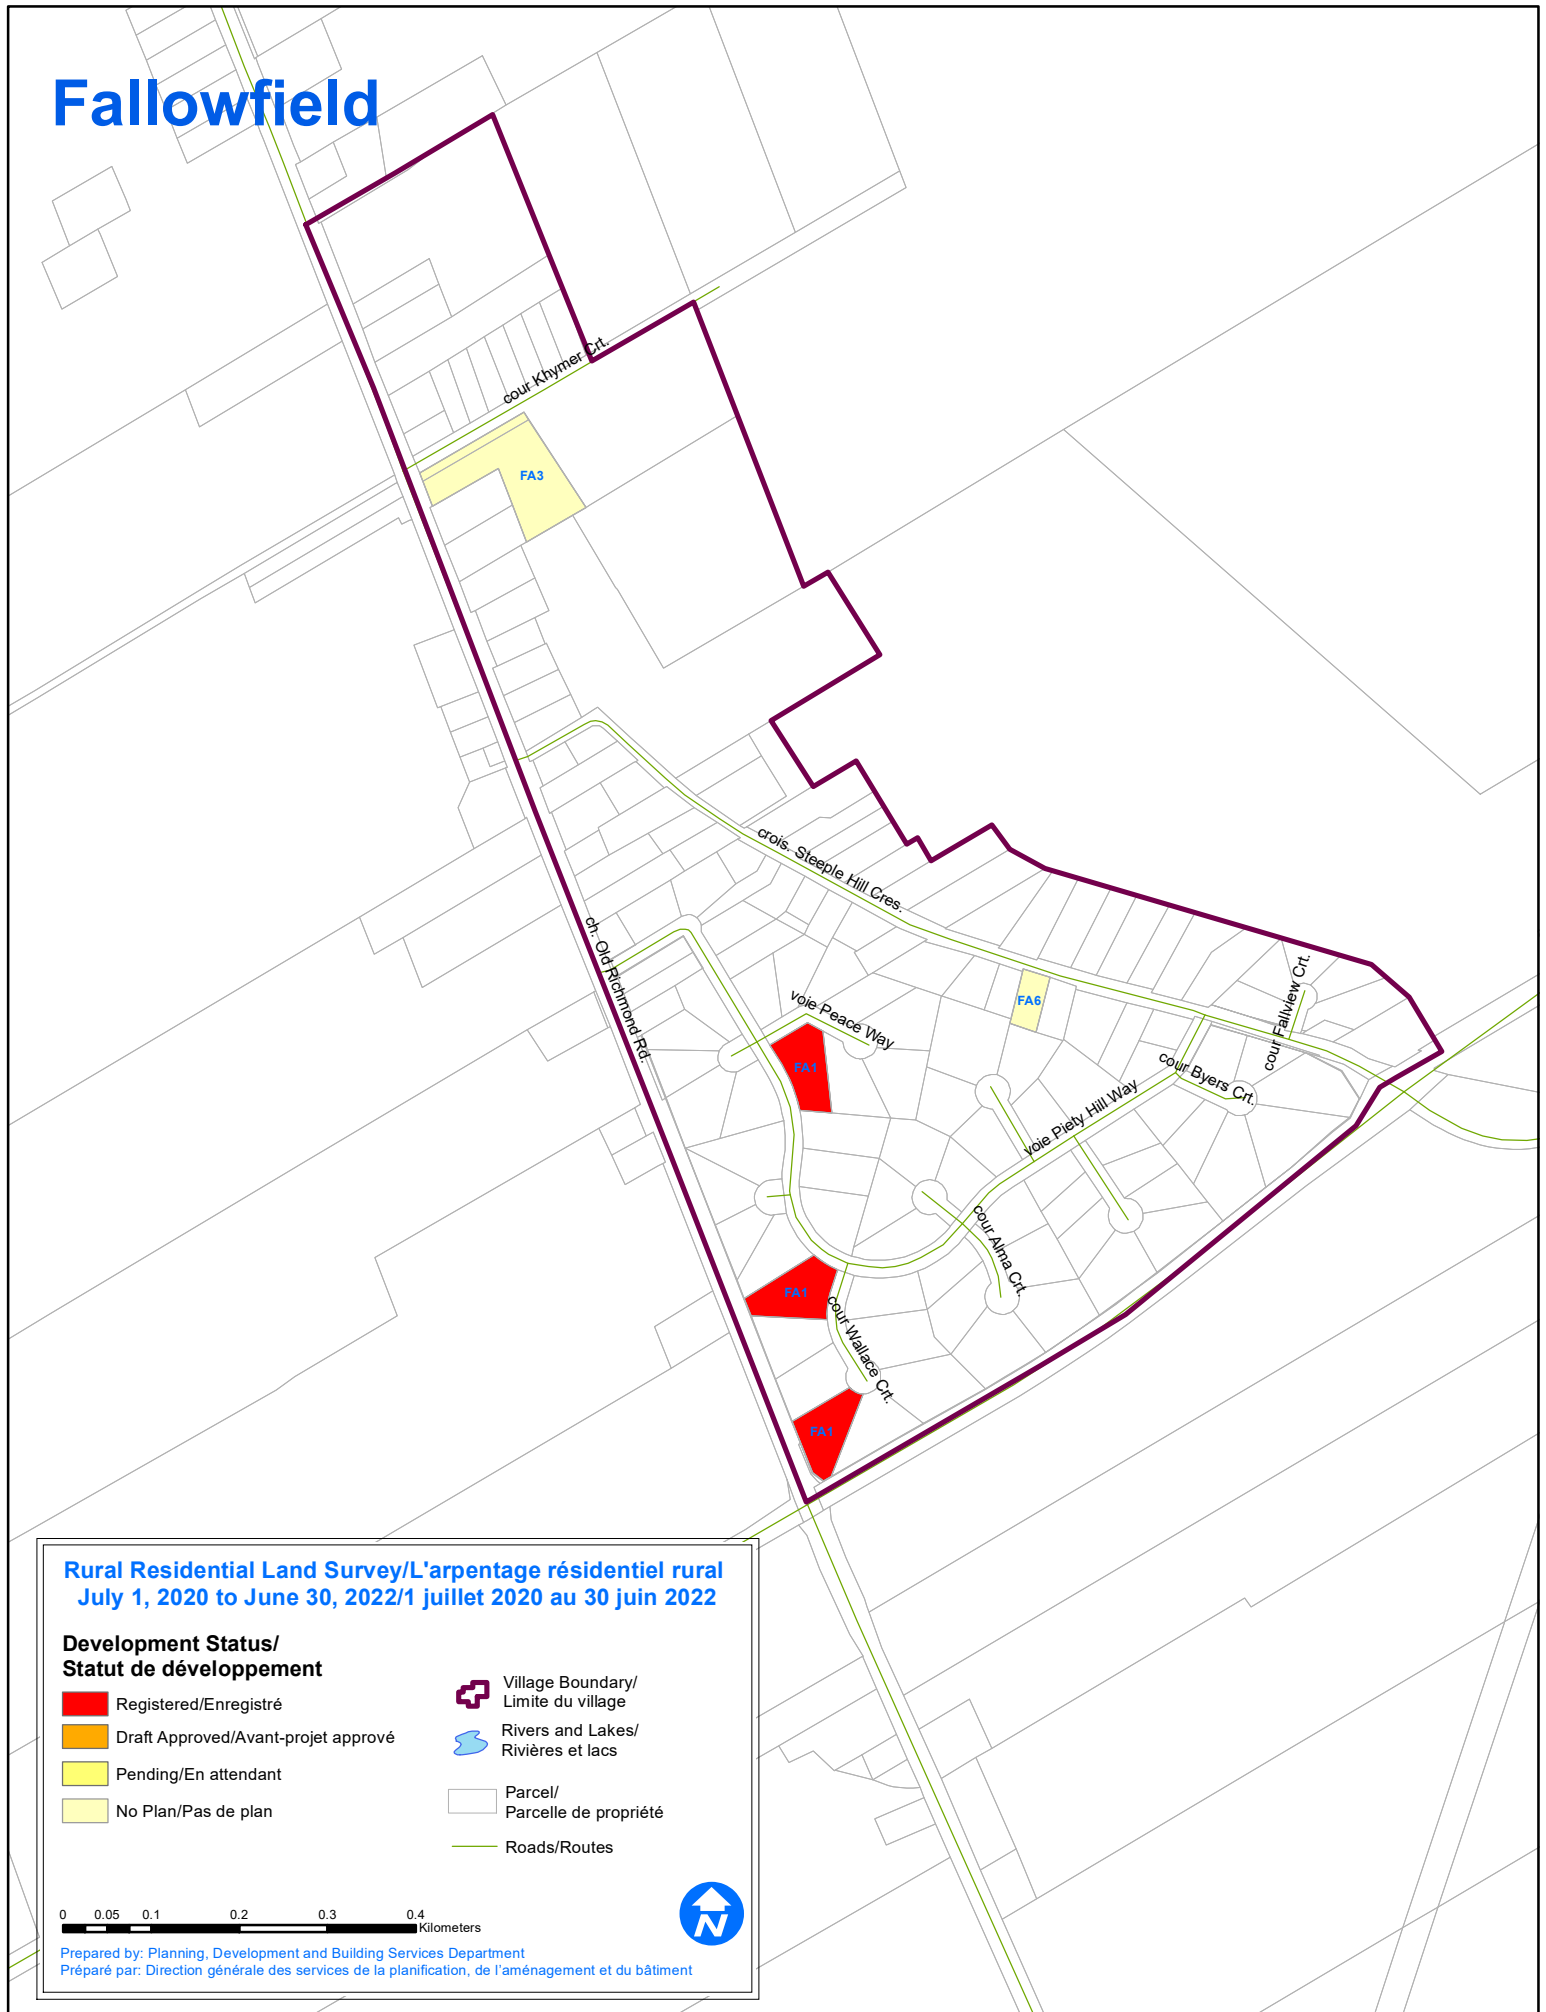 Fallowfield
cour Khymer Crt.
FA3
crois. Steeple Hill Cres.
ch. Old Richmond Rd.
voie Peace Way
FA6
cour Fallview Crt.
FA1
cour Byers Crt.
voie Piety Hill Way
cour Alma Crt.
FA1
cour Wallace Crt.
FA1
Rural Residential Land Survey/L'arpentage résidentiel rural
July 1, 2020 to June 30, 2022/1 juillet 2020 au 30 juin 2022
Development Status/
Statut de développement
Registered/Enregistré
Draft Approved/Avant-projet apprové
Pending/En attendant
No Plan/Pas de plan
Village Boundary/
Limite du village
Rivers and Lakes/
Rivières et lacs
Parcel/
Parcelle de propriété
Roads/Routes
0 0.05 0.1 0.2 0.3 0.4
Kilometers
N
Prepared by: Planning, Development and Building Services Department
Préparé par: Direction générale des services de la planification, de l'aménagement et du bâtiment